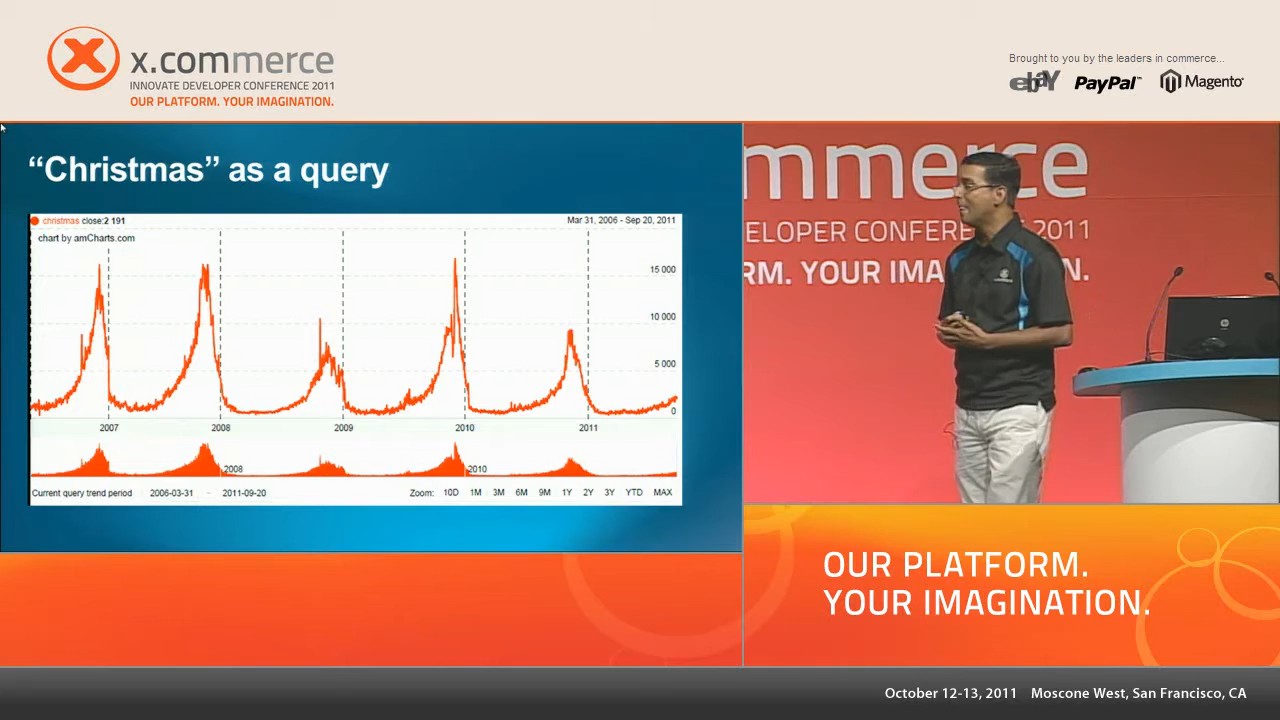 x.commerce
INNOVATE DEVELOPER CONFERENCE 2011
OUR PLATFORM. YOUR IMAGINATION.
Brought to you by the leaders in commerce...
ebaY PayPal™ Magento®
“Christmas” as a query
christmas close:2 191
Mar 31, 2006 - Sep 20, 2011
chart by amCharts.com
15 000
10 000
5 000
0
2007 2008 2009 2010 2011
2008 2010
Current query trend period 2006-03-31 - 2011-09-20 Zoom: 10D 1M 3M 6M 9M 1Y 2Y 3Y YTD MAX
mmerce
ELOPER CONFERE 2011
RM. YOUR IMA N.
hp
OUR PLATFORM.
YOUR IMAGINATION.
October 12-13, 2011 Moscone West, San Francisco, CA